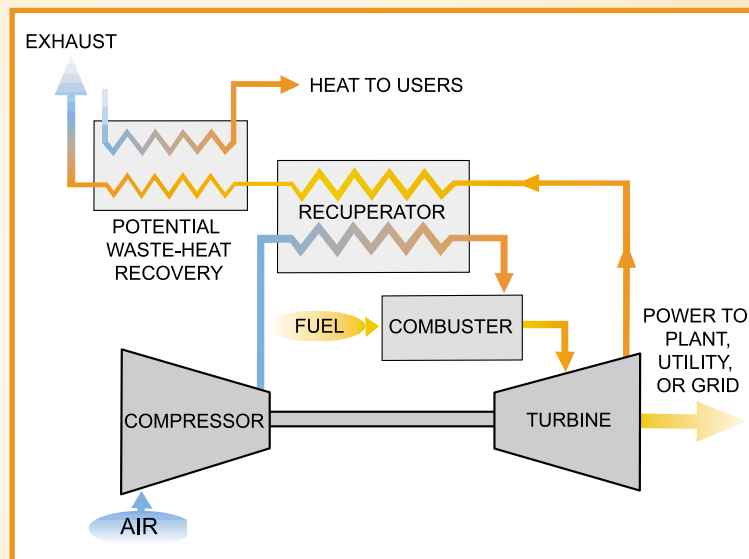 EXHAUST
HEAT TO USERS
POTENTIAL
WASTE-HEAT
RECOVERY
RECUPERATOR
FUEL
COMBUSTER
POWER TO
PLANT,
UTILITY,
OR GRID
COMPRESSOR
TURBINE
AIR